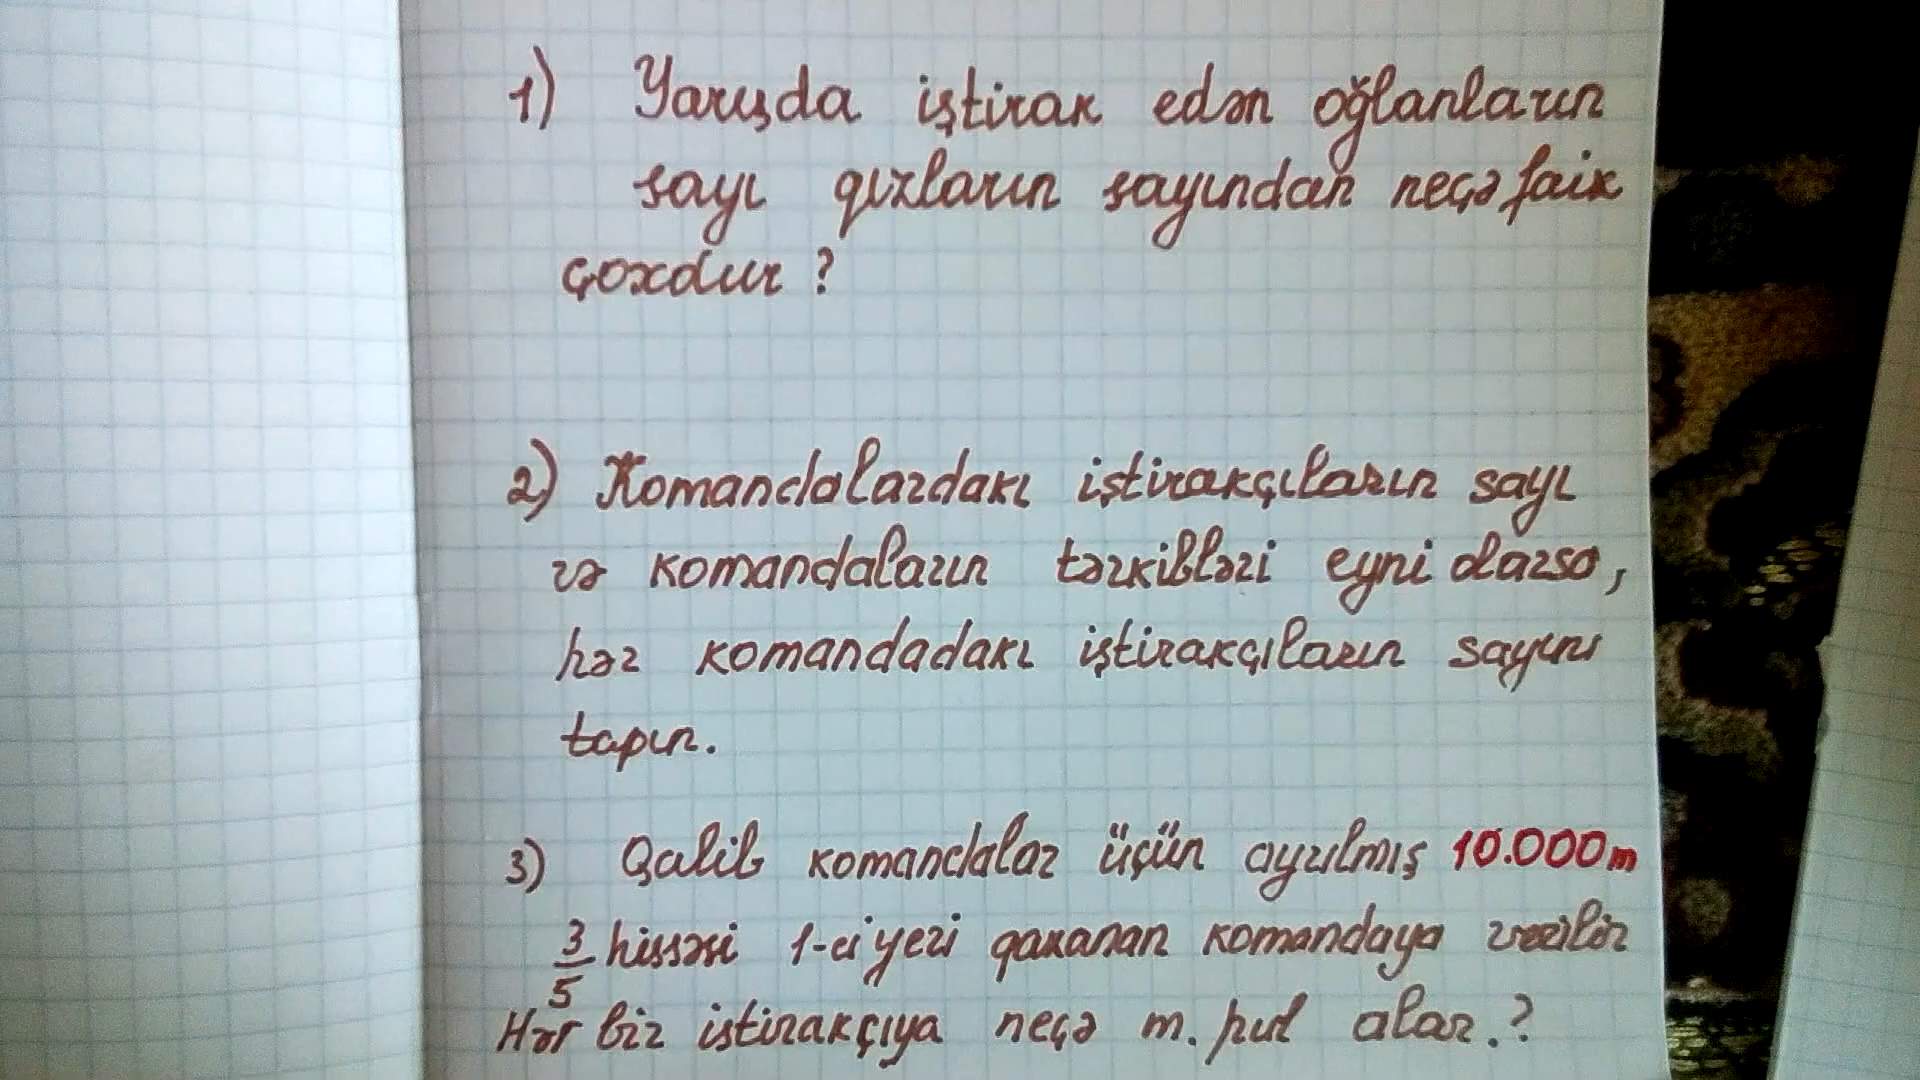 1) Yarışda iştirak edən oğlanların
sayı qızların sayından neçə faiz
çoxdur ?
2) Komandalardakı iştirakçıların sayı
və komandaların tərkibləri eyni olarsa,
hər komandadakı iştirakçıların sayını
tapın.
3) Qalib komandalar üçün ayrılmış 10.000m
3/5 hissəsi 1-ci yeri qazanan komandaya verilir
Hər bir iştirakçıya neçə m. pul alar.?